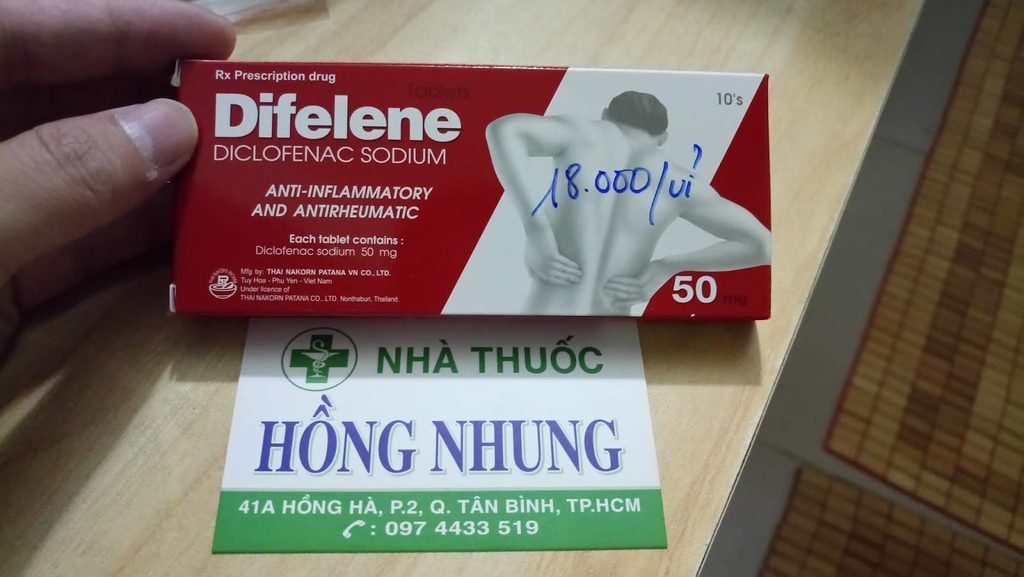 Rx Prescription drug
Tablets
10's
Difelene
DICLOFENAC SODIUM
18.000/vỉ
ANTI-INFLAMMATORY
AND ANTIRHEUMATIC
Each tablet contains :
Diclofenac sodium 50 mg
Mfg by: THAI NAKORN PATANA VN CO., LTD.
Tuy Hoa - Phu Yen - Viet Nam
Under licence of
THAI NAKORN PATANA CO., LTD. Nonthaburi, Thailand.
50 mg
NHÀ THUỐC
HỒNG NHUNG
41A HỒNG HÀ, P.2, Q. TÂN BÌNH, TP.HCM
: 097 4433 519